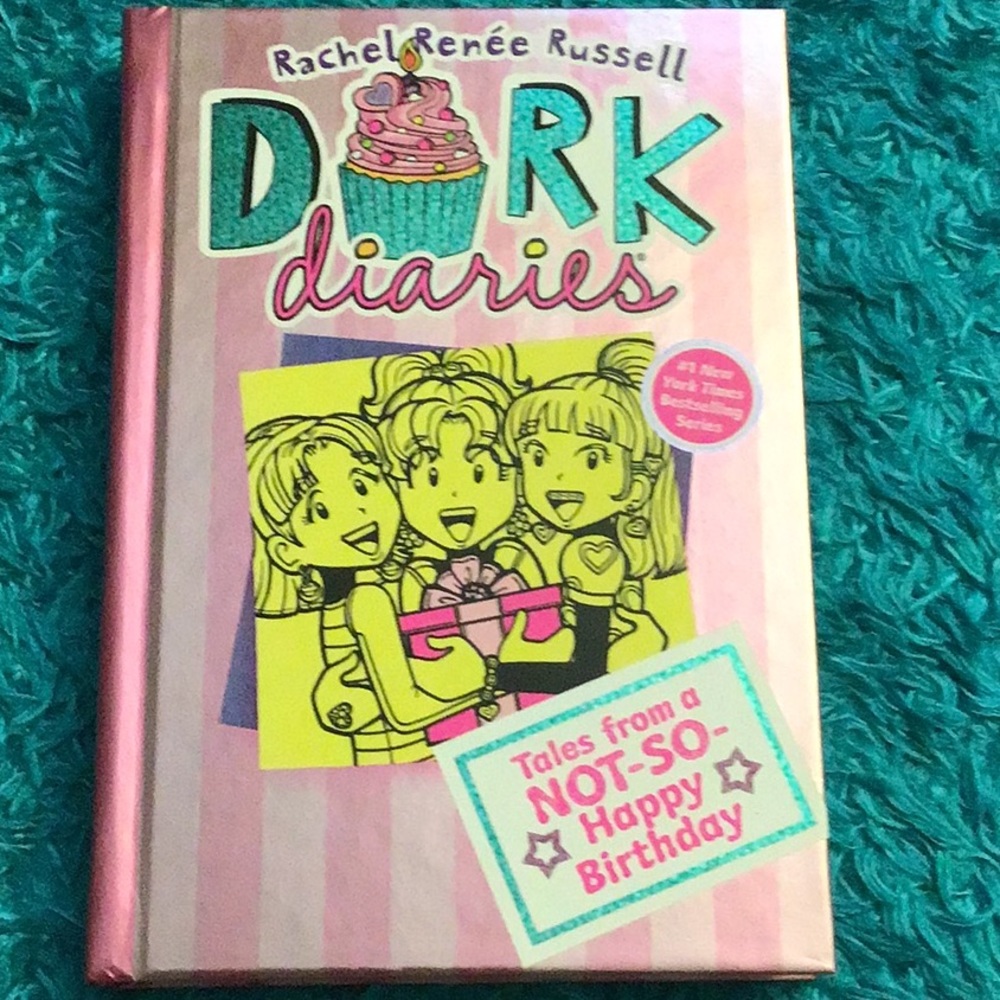 Rachel Renée Russell
DORK
diaries®
#1 New
York Times
Bestselling
Series
Tales from a
NOT-SO-
Happy
Birthday